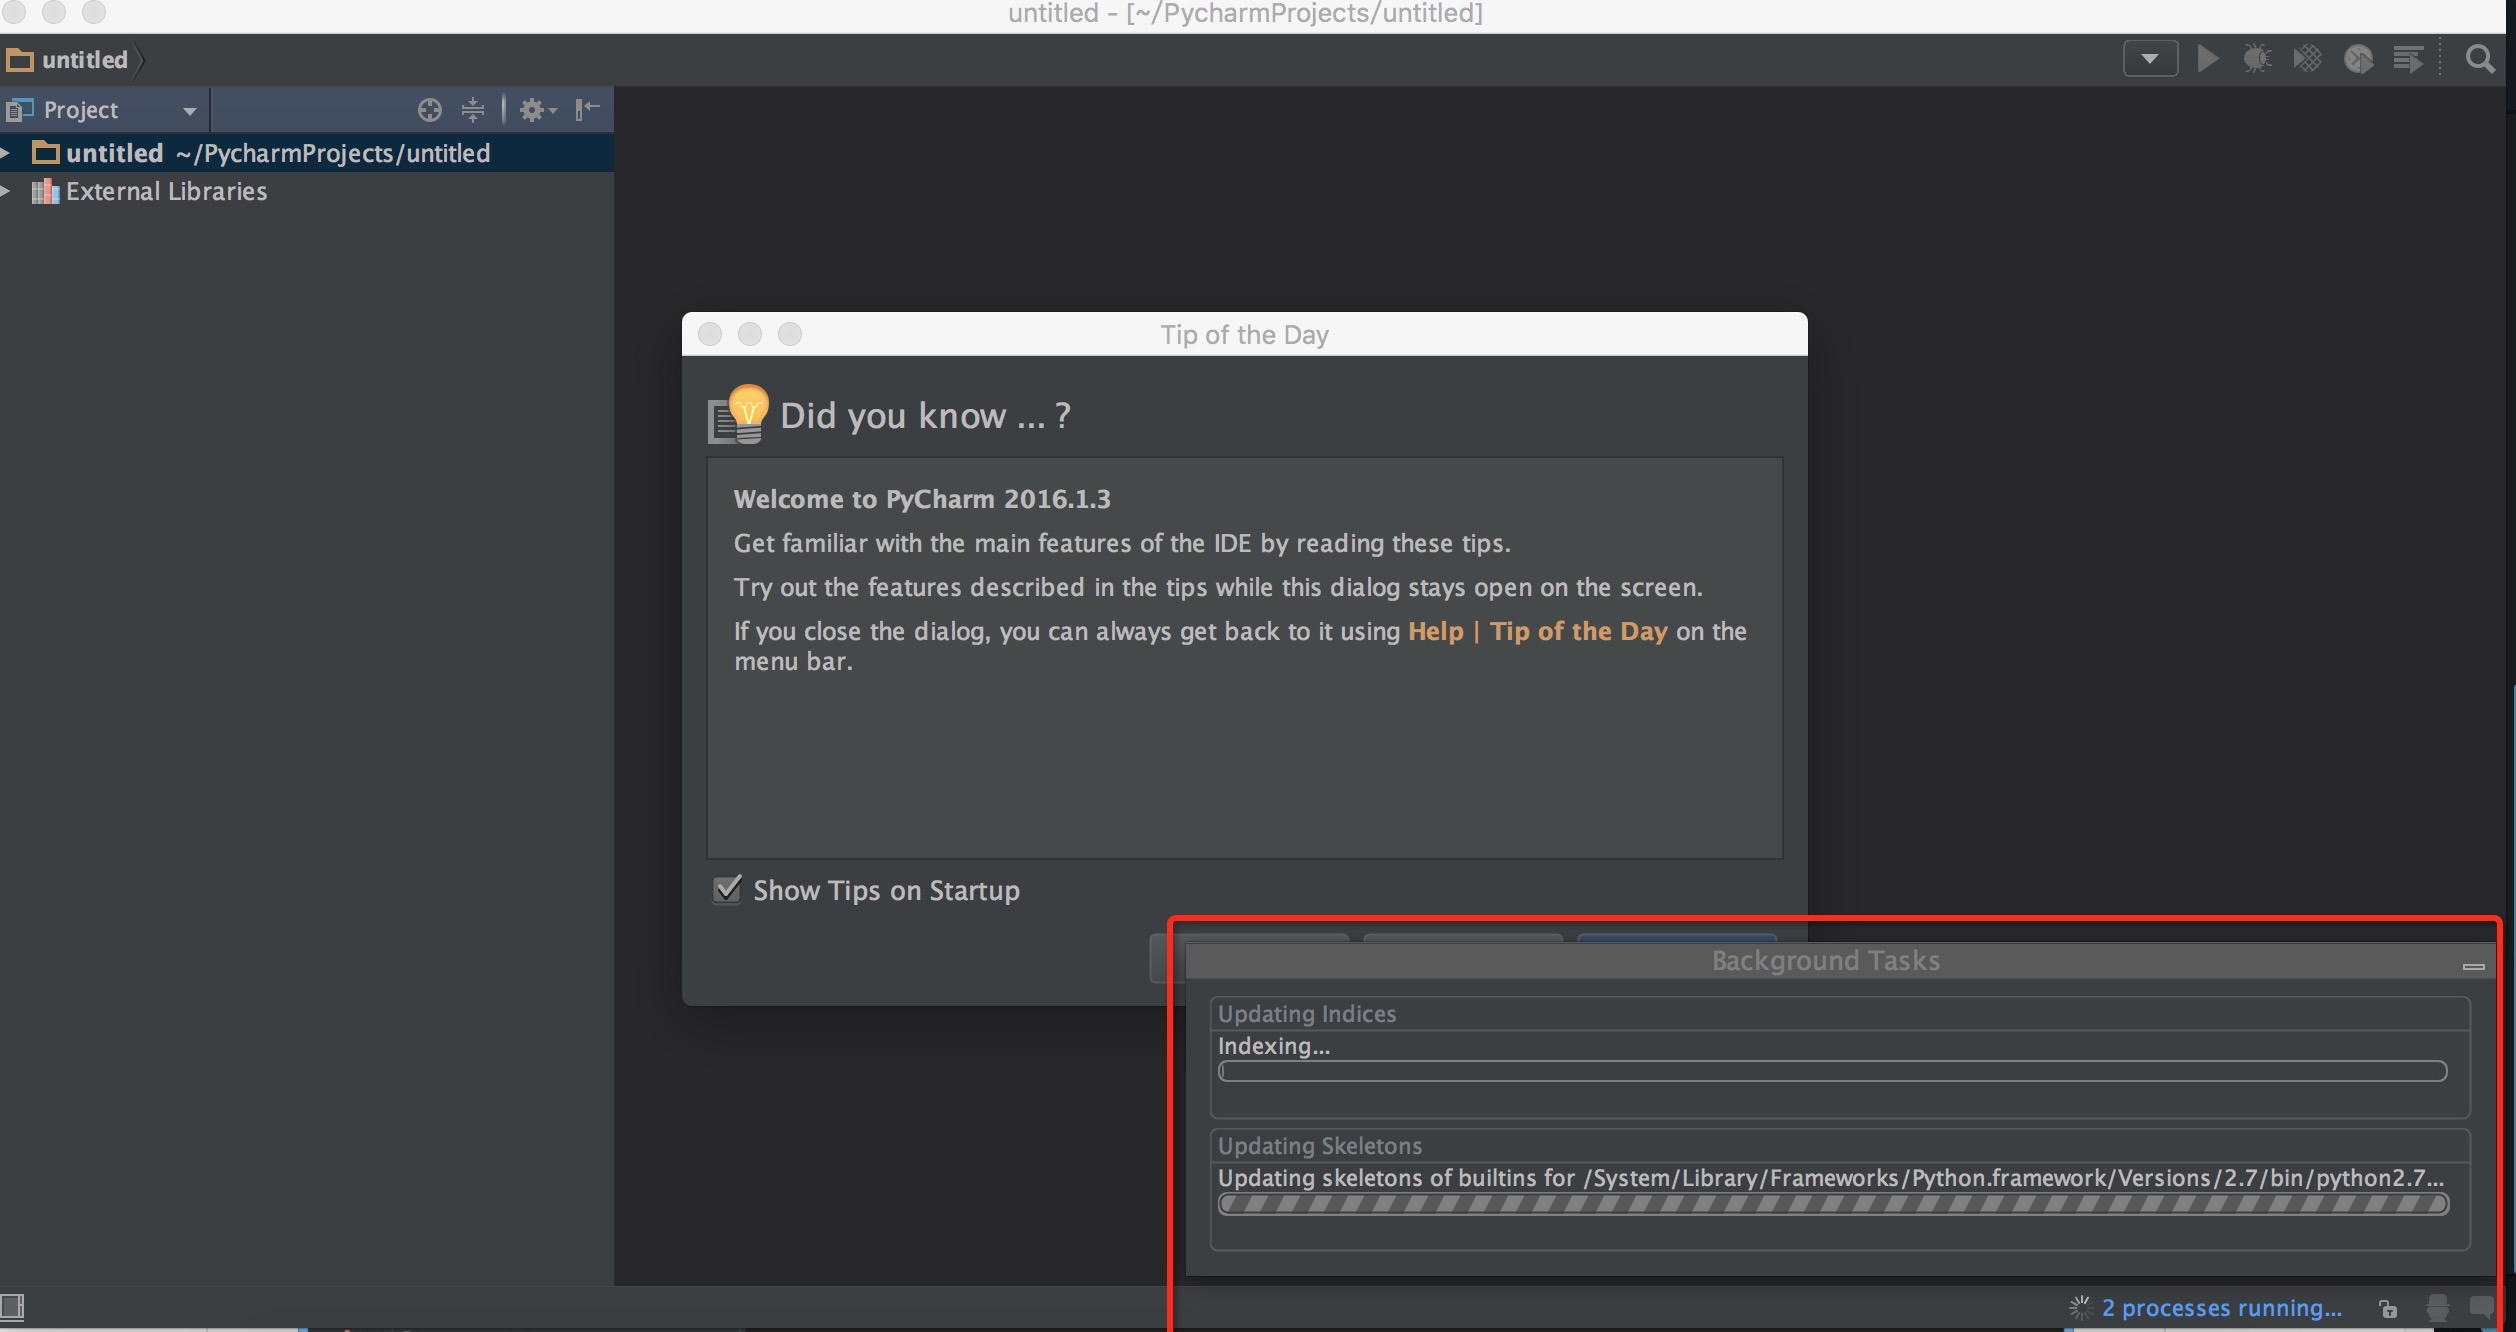 untitled - [~/PycharmProjects/untitled]
untitled
Project
untitled ~/PycharmProjects/untitled
External Libraries
Tip of the Day
Did you know ... ?
Welcome to PyCharm 2016.1.3
Get familiar with the main features of the IDE by reading these tips.
Try out the features described in the tips while this dialog stays open on the screen.
If you close the dialog, you can always get back to it using Help | Tip of the Day on the
menu bar.
Show Tips on Startup
Background Tasks
Updating Indices
Indexing...
Updating Skeletons
Updating skeletons of builtins for /System/Library/Frameworks/Python.framework/Versions/2.7/bin/python2.7...
2 processes running...